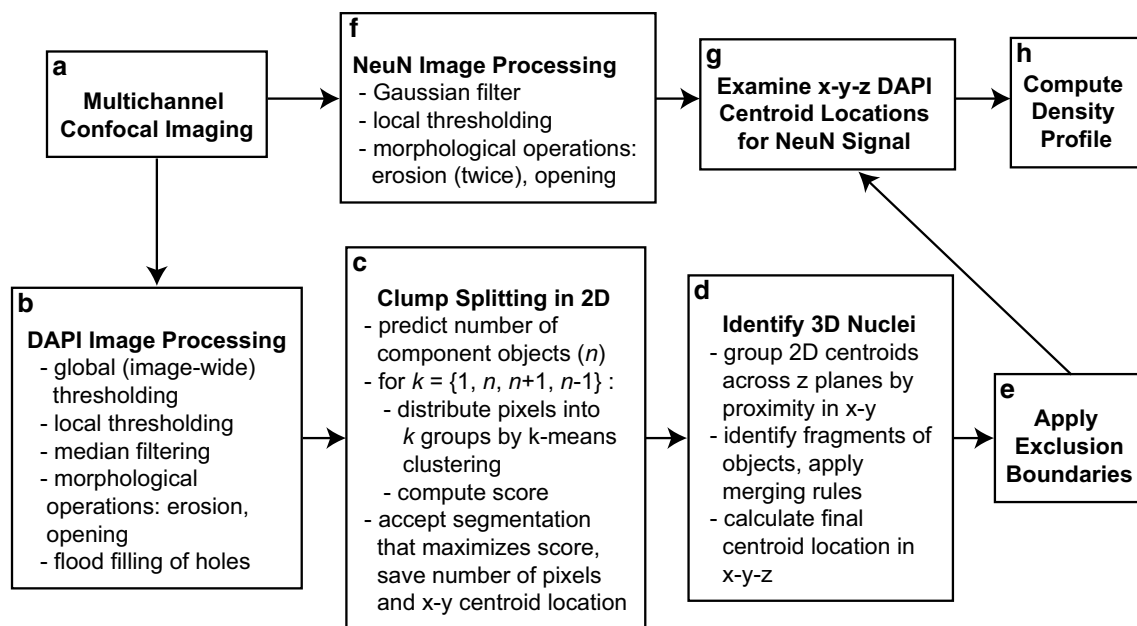 a
Multichannel
Confocal Imaging
f
NeuN Image Processing
- Gaussian filter
- local thresholding
- morphological operations:
erosion (twice), opening
g
Examine x-y-z DAPI
Centroid Locations
for NeuN Signal
h
Compute
Density
Profile
b
DAPI Image Processing
- global (image-wide)
thresholding
- local thresholding
- median filtering
- morphological
operations: erosion,
opening
- flood filling of holes
c
Clump Splitting in 2D
- predict number of
component objects (n)
- for k = {1, n, n+1, n-1} :
- distribute pixels into
k groups by k-means
clustering
- compute score
- accept segmentation
that maximizes score,
save number of pixels
and x-y centroid location
d
Identify 3D Nuclei
- group 2D centroids
across z planes by
proximity in x-y
- identify fragments of
objects, apply
merging rules
- calculate final
centroid location in
x-y-z
e
Apply
Exclusion
Boundaries